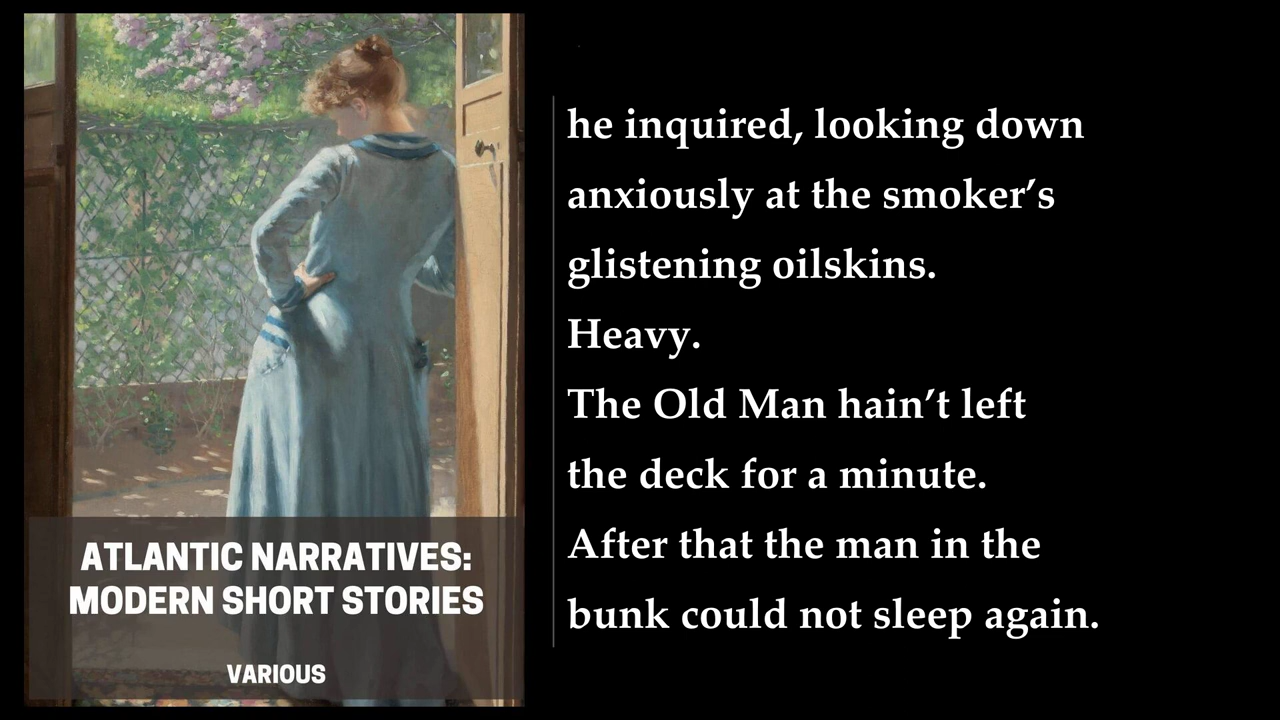 he inquired, looking down
anxiously at the smoker’s
glistening oilskins.
Heavy.
The Old Man hain’t left
the deck for a minute.
After that the man in the
bunk could not sleep again.
ATLANTIC NARRATIVES:
MODERN SHORT STORIES
VARIOUS